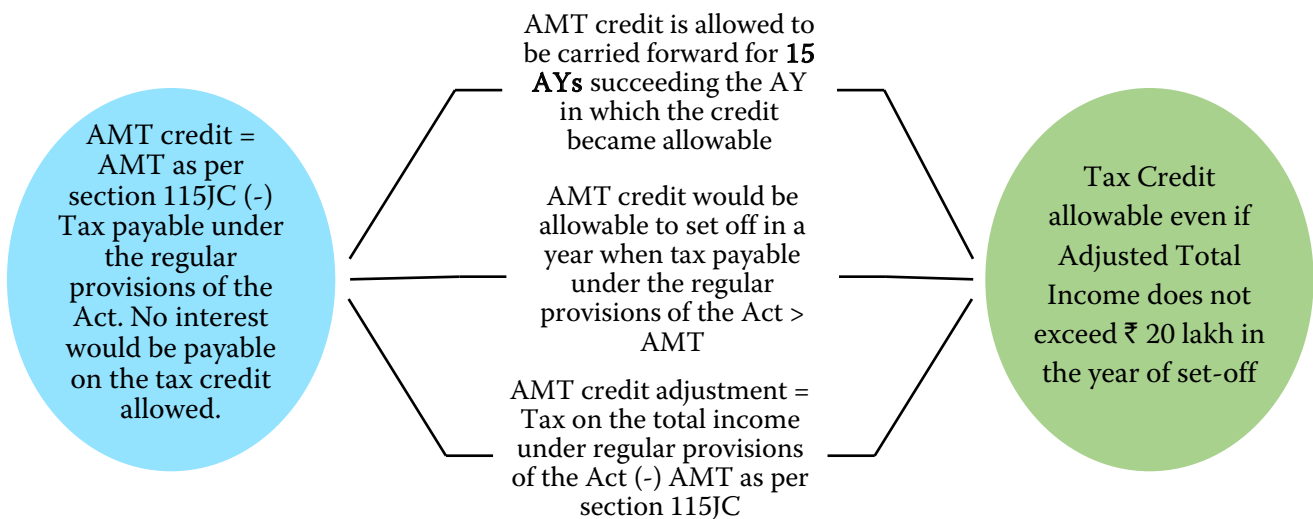 AMT credit =
AMT as per
section 115JC (-)
Tax payable under
the regular
provisions of the
Act. No interest
would be payable
on the tax credit
allowed.
AMT credit is allowed to
be carried forward for 15
AYs succeeding the AY
in which the credit
became allowable
AMT credit would be
allowable to set off in a
year when tax payable
under the regular
provisions of the Act >
AMT
AMT credit adjustment =
Tax on the total income
under regular provisions
of the Act (-) AMT as per
section 115JC
Tax Credit
allowable even if
Adjusted Total
Income does not
exceed ₹ 20 lakh in
the year of set-off